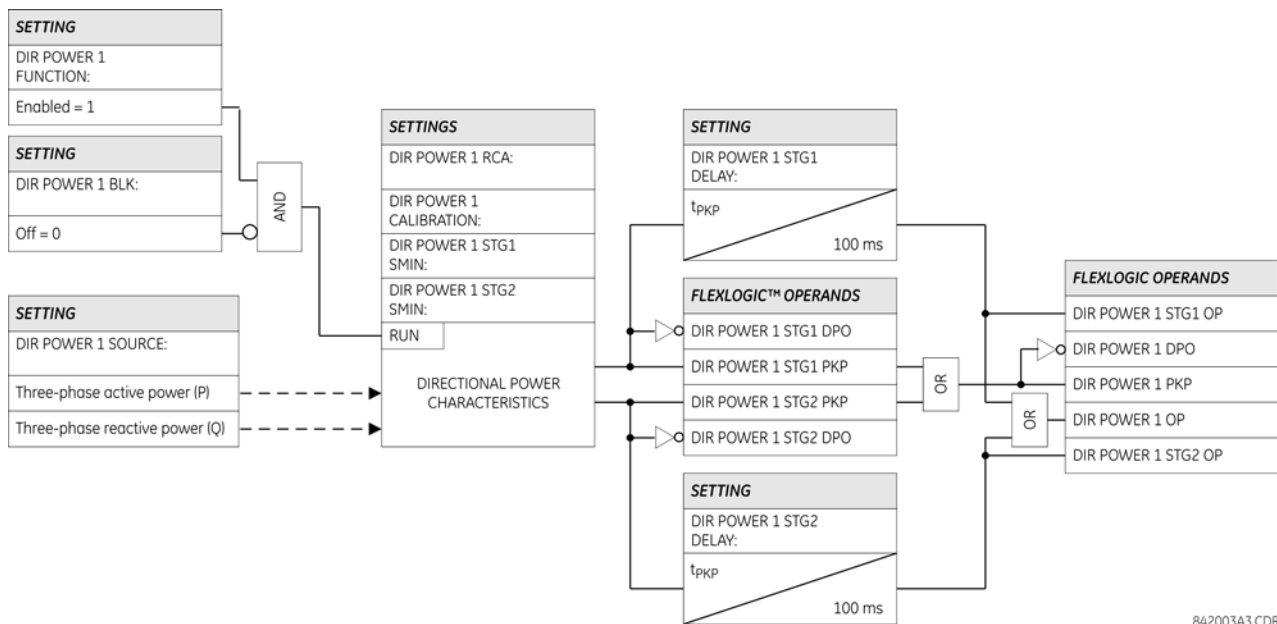 SETTING
DIR POWER 1
FUNCTION:
Enabled = 1
SETTING
DIR POWER 1 BLK:
Off = 0
AND
SETTING
DIR POWER 1 SOURCE:
Three-phase active power (P)
Three-phase reactive power (Q)
SETTINGS
DIR POWER 1 RCA:
DIR POWER 1
CALIBRATION:
DIR POWER 1 STG1
SMIN:
DIR POWER 1 STG2
SMIN:
RUN
DIRECTIONAL POWER
CHARACTERISTICS
SETTING
DIR POWER 1 STG1
DELAY:
tPKP
100 ms
FLEXLOGIC™ OPERANDS
DIR POWER 1 STG1 DPO
DIR POWER 1 STG1 PKP
DIR POWER 1 STG2 PKP
DIR POWER 1 STG2 DPO
SETTING
DIR POWER 1 STG2
DELAY:
tPKP
100 ms
OR
OR
FLEXLOGIC OPERANDS
DIR POWER 1 STG1 OP
DIR POWER 1 DPO
DIR POWER 1 PKP
DIR POWER 1 OP
DIR POWER 1 STG2 OP
842003A3.CDR